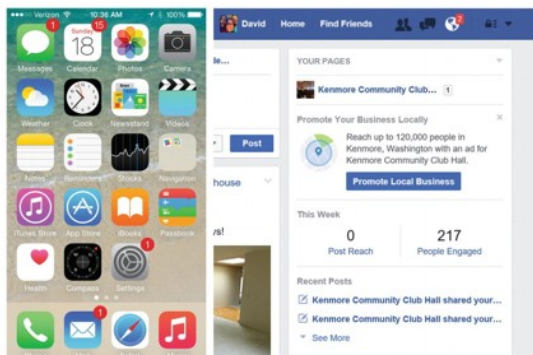 Verizon 10:36 AM 100%
1 15
Sunday
18
Messages Calendar Photos Camera
Weather Clock Newsstand Videos
Notes Reminders Stocks Navigation
iTunes Store App Store iBooks Passbook
1
Health Compass Settings
1
David Home Find Friends 2
Post
house
ys!
YOUR PAGES
Kenmore Community Club... 1
Promote Your Business Locally
Reach up to 120,000 people in
Kenmore, Washington with an ad for
Kenmore Community Club Hall.
Promote Local Business
This Week
0 217
Post Reach People Engaged
Recent Posts
Kenmore Community Club Hall shared your...
Kenmore Community Club Hall shared your...
See More